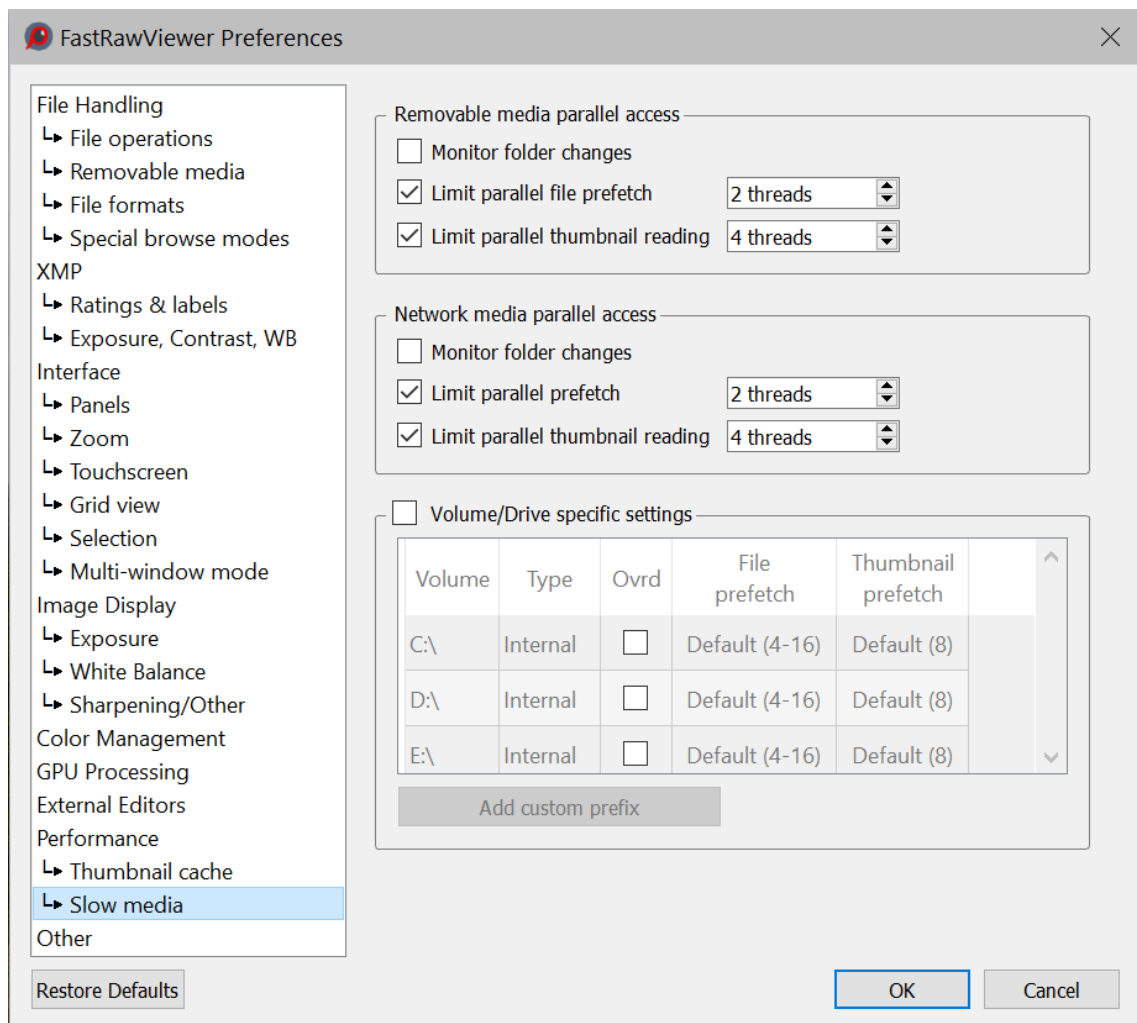 FastRawViewer Preferences
File Handling
File operations
Removable media
File formats
Special browse modes
XMP
Ratings & labels
Exposure, Contrast, WB
Interface
Panels
Zoom
Touchscreen
Grid view
Selection
Multi-window mode
Image Display
Exposure
White Balance
Sharpening/Other
Color Management
GPU Processing
External Editors
Performance
Thumbnail cache
Slow media
Other
Removable media parallel access
Monitor folder changes
Limit parallel file prefetch 2 threads
Limit parallel thumbnail reading 4 threads
Network media parallel access
Monitor folder changes
Limit parallel prefetch 2 threads
Limit parallel thumbnail reading 4 threads
Volume/Drive specific settings
Volume Type Ovrd File prefetch Thumbnail prefetch
C:\ Internal Default (4-16) Default (8)
D:\ Internal Default (4-16) Default (8)
E:\ Internal Default (4-16) Default (8)
Add custom prefix
Restore Defaults OK Cancel